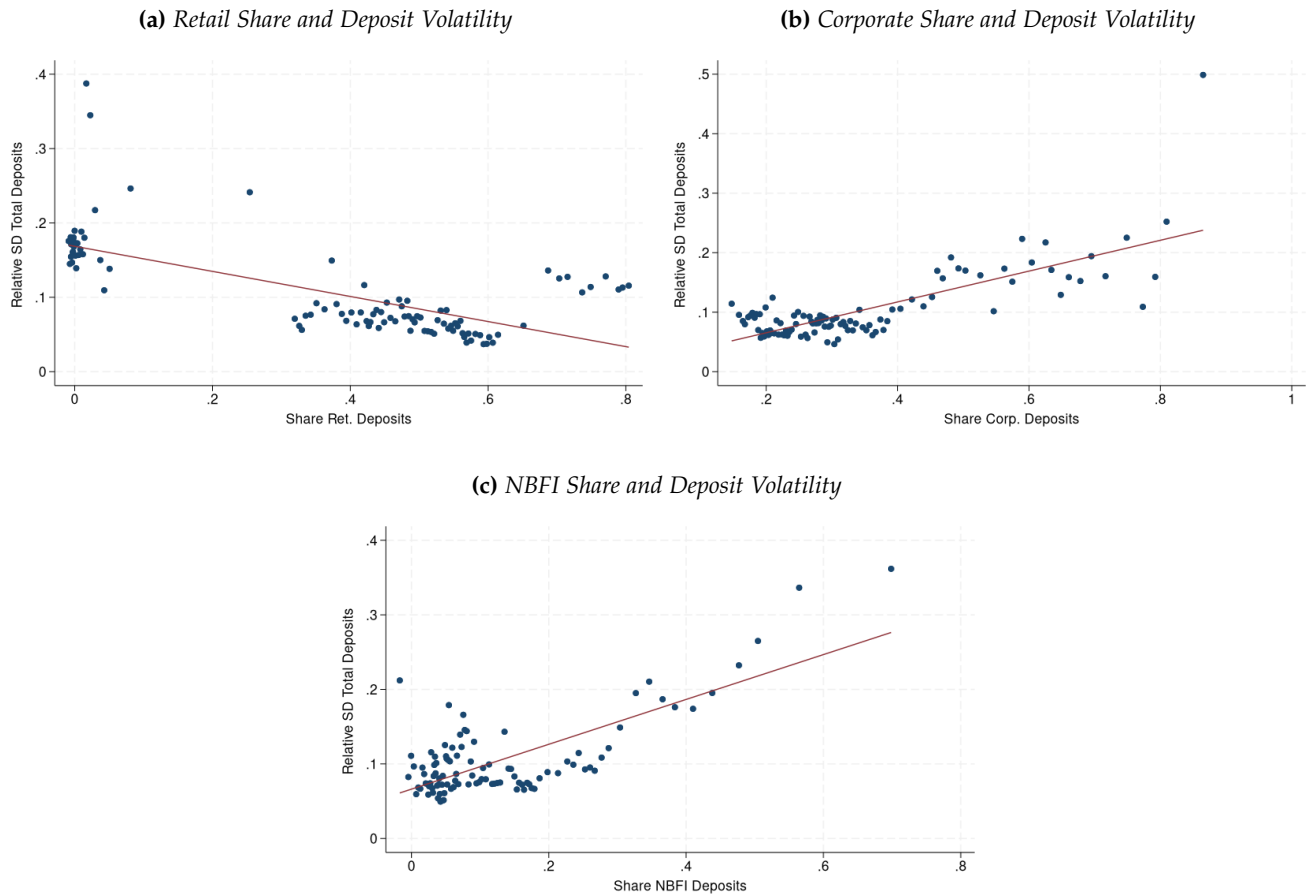 (a) Retail Share and Deposit Volatility
.4
.3
.2
.1
0
Relative SD Total Deposits
0 .2 .4 .6 .8
Share Ret. Deposits
(b) Corporate Share and Deposit Volatility
.5
.4
.3
.2
.1
0
Relative SD Total Deposits
.2 .4 .6 .8 1
Share Corp. Deposits
(c) NBFI Share and Deposit Volatility
.4
.3
.2
.1
0
Relative SD Total Deposits
0 .2 .4 .6 .8
Share NBFI Deposits